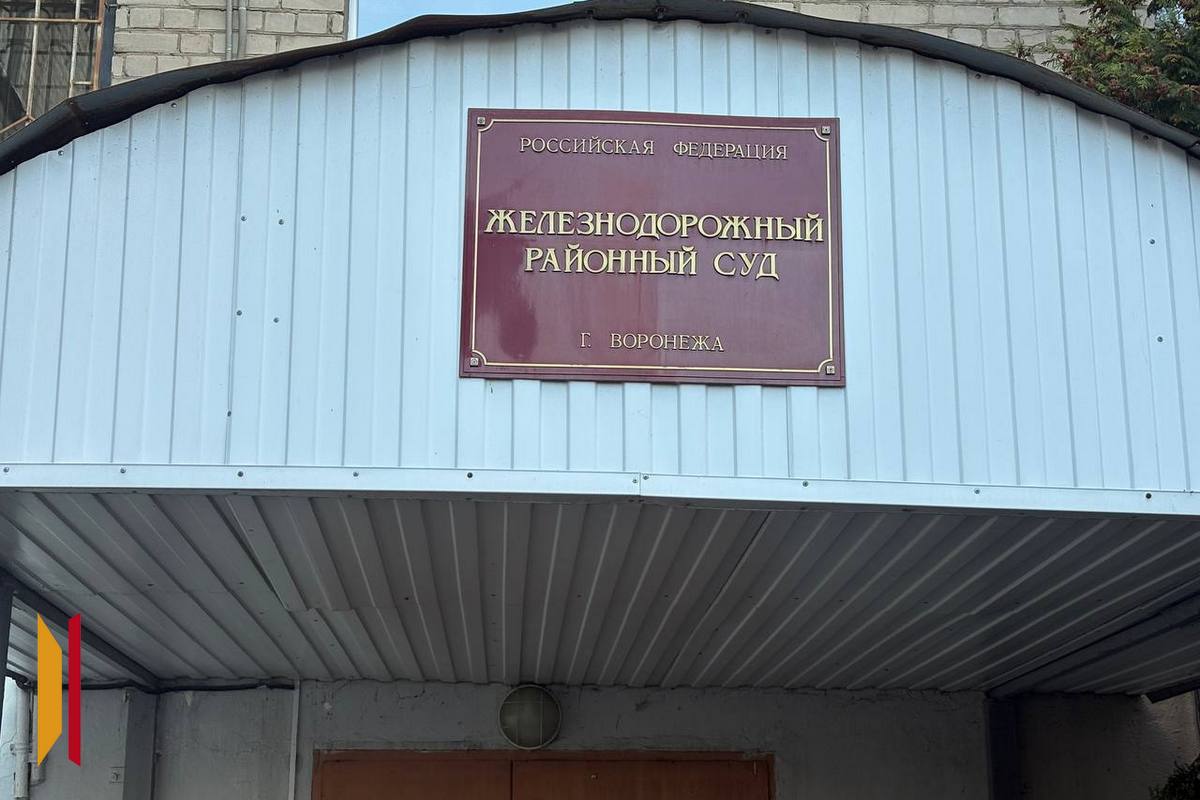 РОССИЙСКАЯ ФЕДЕРАЦИЯ
ЖЕЛЕЗНОДОРОЖНЫЙ
РАЙОННЫЙ СУД
Г. ВОРОНЕЖА